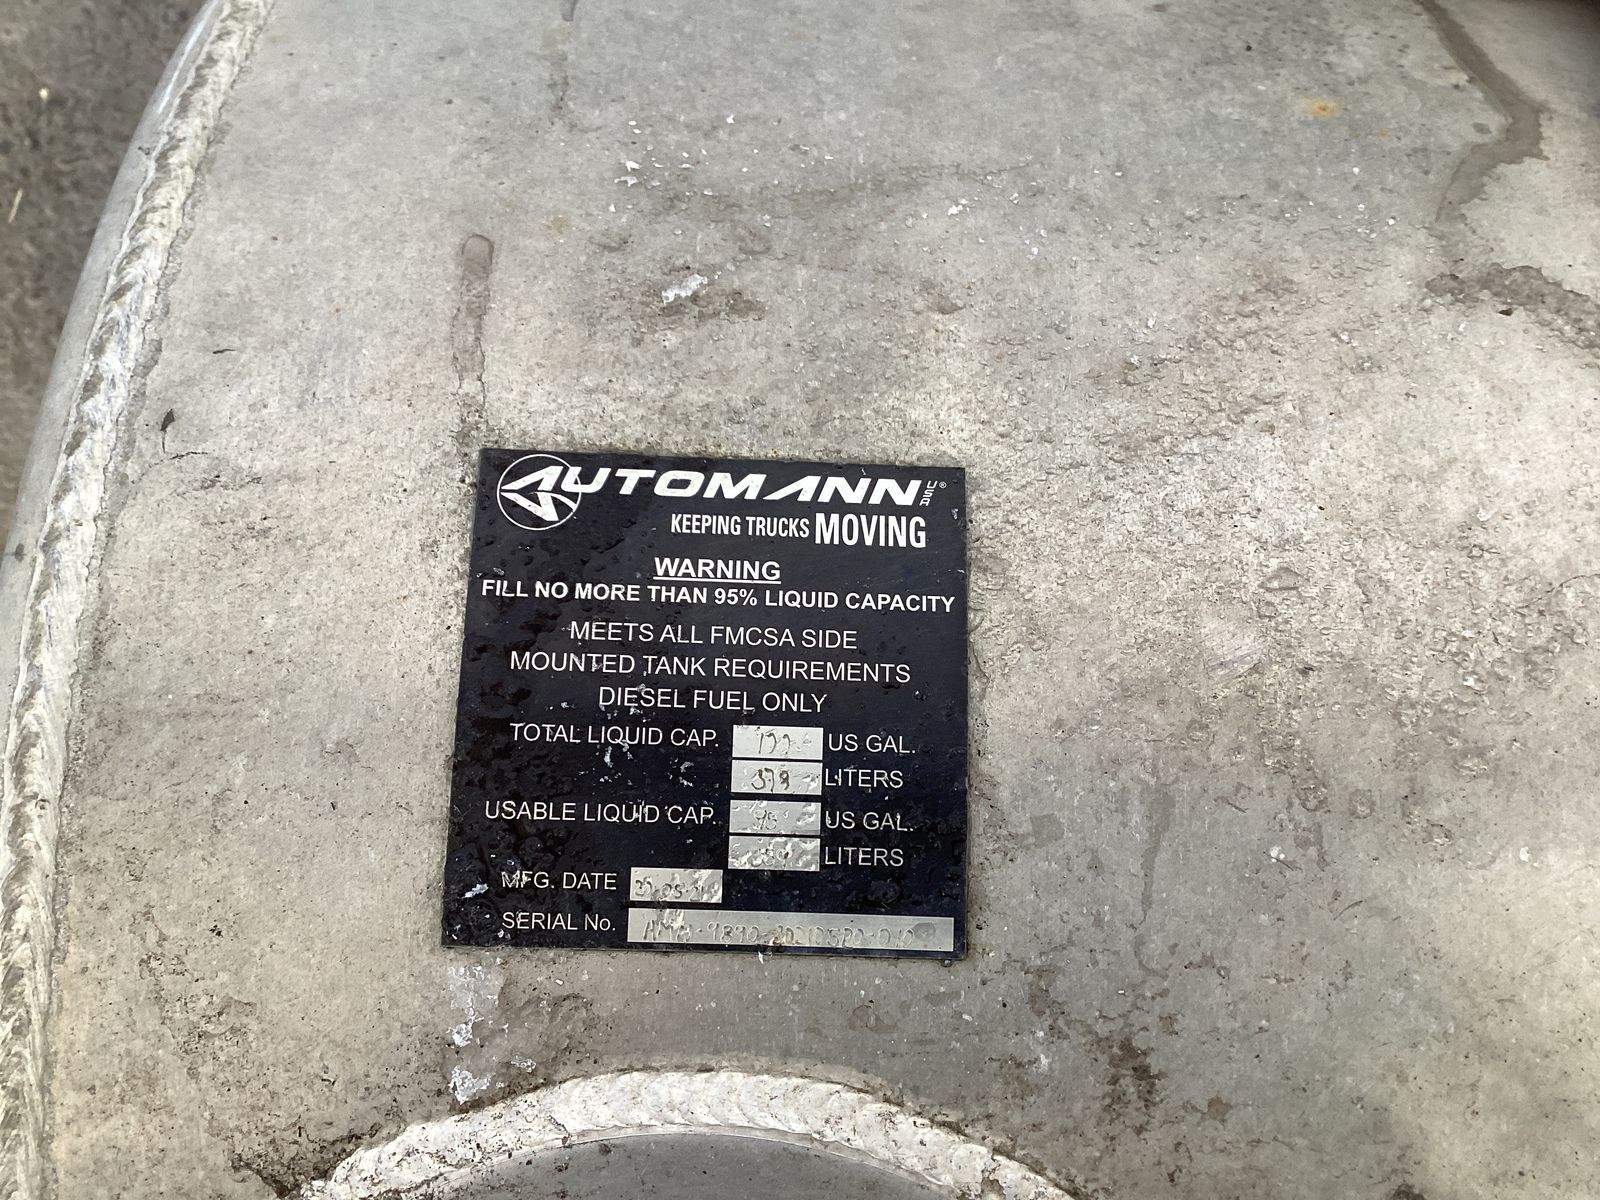 AUTOMANN USA®
KEEPING TRUCKS MOVING
WARNING
FILL NO MORE THAN 95% LIQUID CAPACITY
MEETS ALL FMCSA SIDE
MOUNTED TANK REQUIREMENTS
DIESEL FUEL ONLY
TOTAL LIQUID CAP. US GAL.
LITERS
USABLE LIQUID CAP. US GAL.
LITERS
MFG. DATE
SERIAL No.